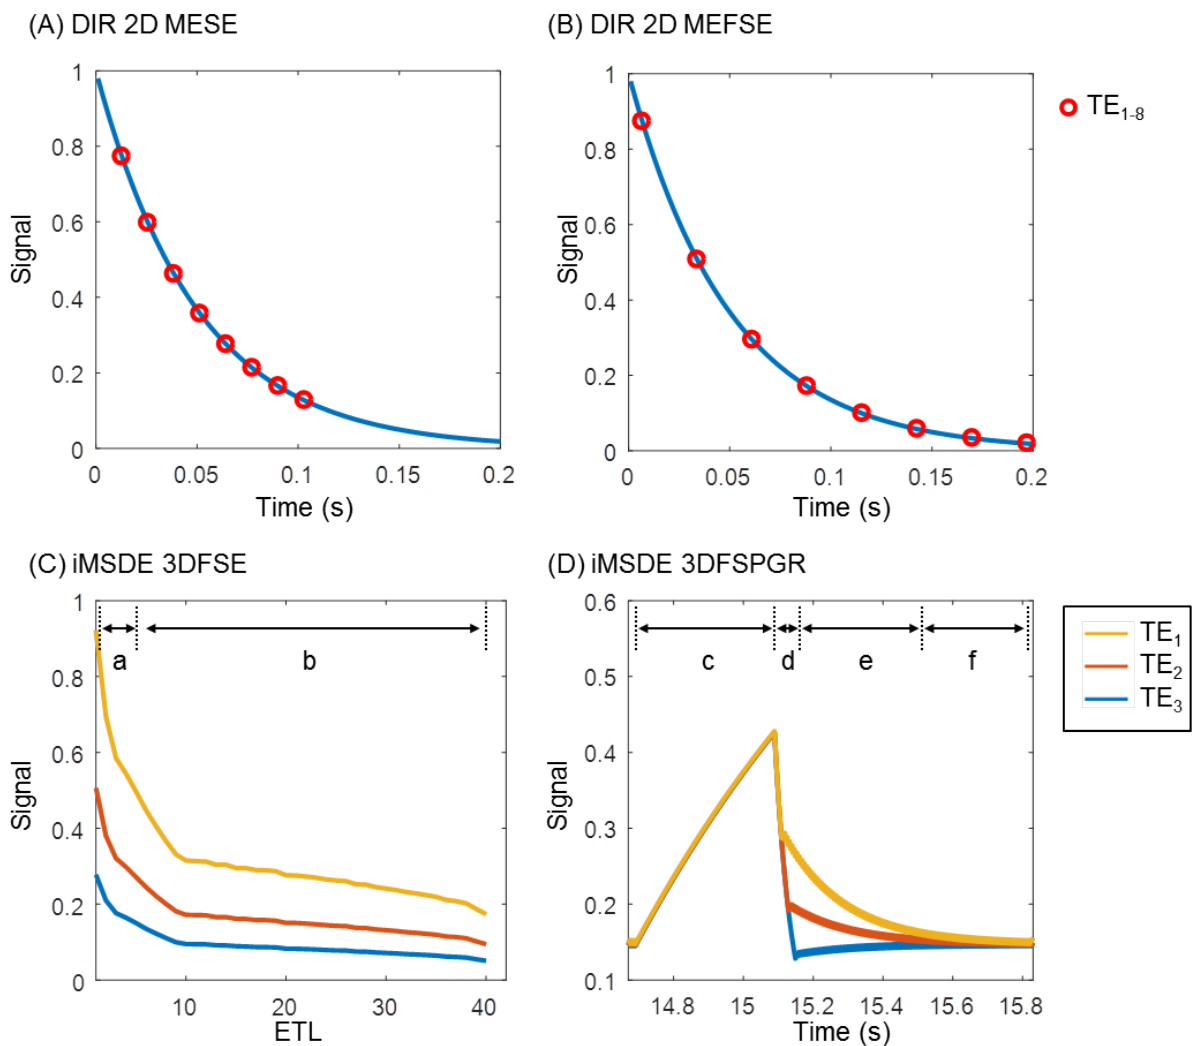 (A) DIR 2D MESE
(B) DIR 2D MEFSE
1
0.8
0.6
0.4
0.2
0
Signal
0
0.05
0.1
0.15
0.2
Time (s)
1
0.8
0.6
0.4
0.2
0
Signal
0
0.05
0.1
0.15
0.2
Time (s)
TE1-8
(C) iMSDE 3DFSE
(D) iMSDE 3DFSPGR
1
0.8
0.6
0.4
0.2
0
Signal
a
b
10
20
30
40
ETL
0.6
0.5
0.4
0.3
0.2
0.1
Signal
c
d
e
f
14.8
15
15.2
15.4
15.6
15.8
Time (s)
TE1
TE2
TE3